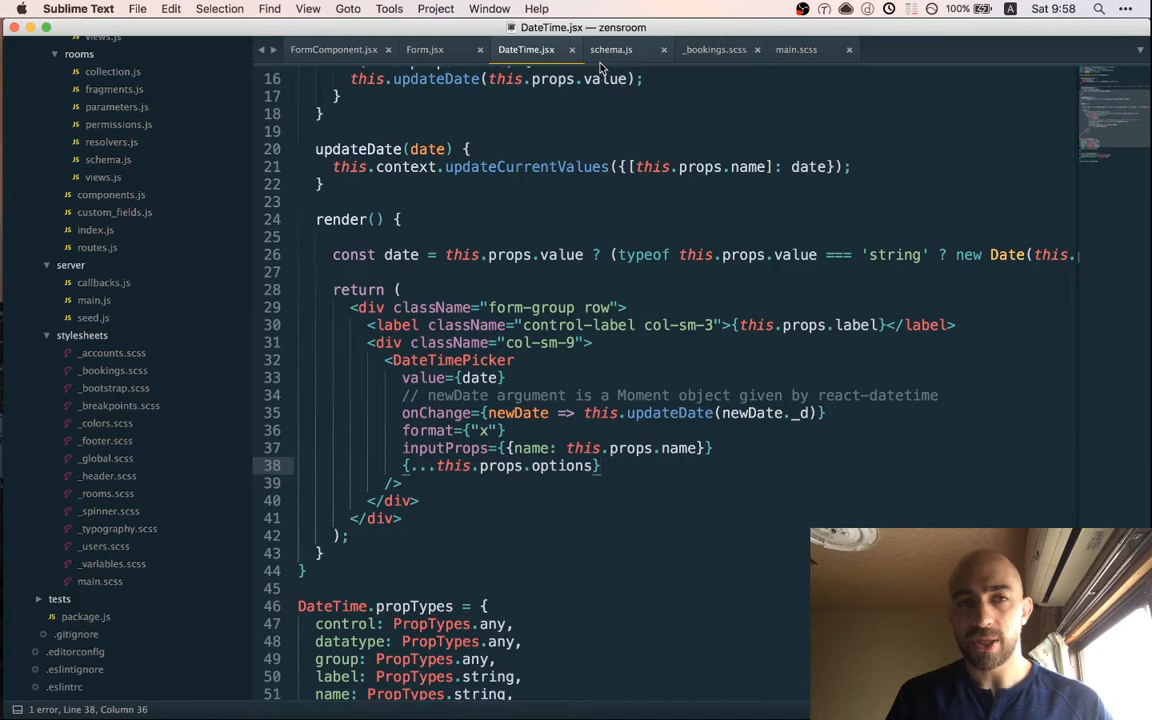 Sublime Text File Edit Selection Find View Goto Tools Project Window Help 100% A Sat 9:58
DateTime.jsx — zensroom
FormComponent.jsx Form.jsx DateTime.jsx schema.js _bookings.scss main.scss
views.js
rooms
collection.js
fragments.js
parameters.js
permissions.js
resolvers.js
schema.js
views.js
components.js
custom_fields.js
index.js
routes.js
server
callbacks.js
main.js
seed.js
stylesheets
_accounts.scss
_bookings.scss
_bootstrap.scss
_breakpoints.scss
_colors.scss
_footer.scss
_global.scss
_header.scss
_rooms.scss
_spinner.scss
_typography.scss
_users.scss
_variables.scss
main.scss
tests
package.js
.gitignore
.editorconfig
.eslintignore
.eslintrc
16 this.updateDate(this.props.value);
17 }
18 }
19
20 updateDate(date) {
21 this.context.updateCurrentValues({[this.props.name]: date});
22 }
23
24 render() {
25
26 const date = this.props.value ? (typeof this.props.value === 'string' ? new Date(this.
27
28 return (
29 <div className="form-group row">
30 <label className="control-label col-sm-3">{this.props.label}</label>
31 <div className="col-sm-9">
32 <DateTimePicker
33 value={date}
34 // newDate argument is a Moment object given by react-datetime
35 onChange={newDate => this.updateDate(newDate._d)}
36 format={"x"}
37 inputProps={{name: this.props.name}}
38 {...this.props.options}
39 />
40 </div>
41 </div>
42 );
43 }
44 }
45
46 DateTime.propTypes = {
47 control: PropTypes.any,
48 datatype: PropTypes.any,
49 group: PropTypes.any,
50 label: PropTypes.string,
51 name: PropTypes.string,
1 error, Line 38, Column 36